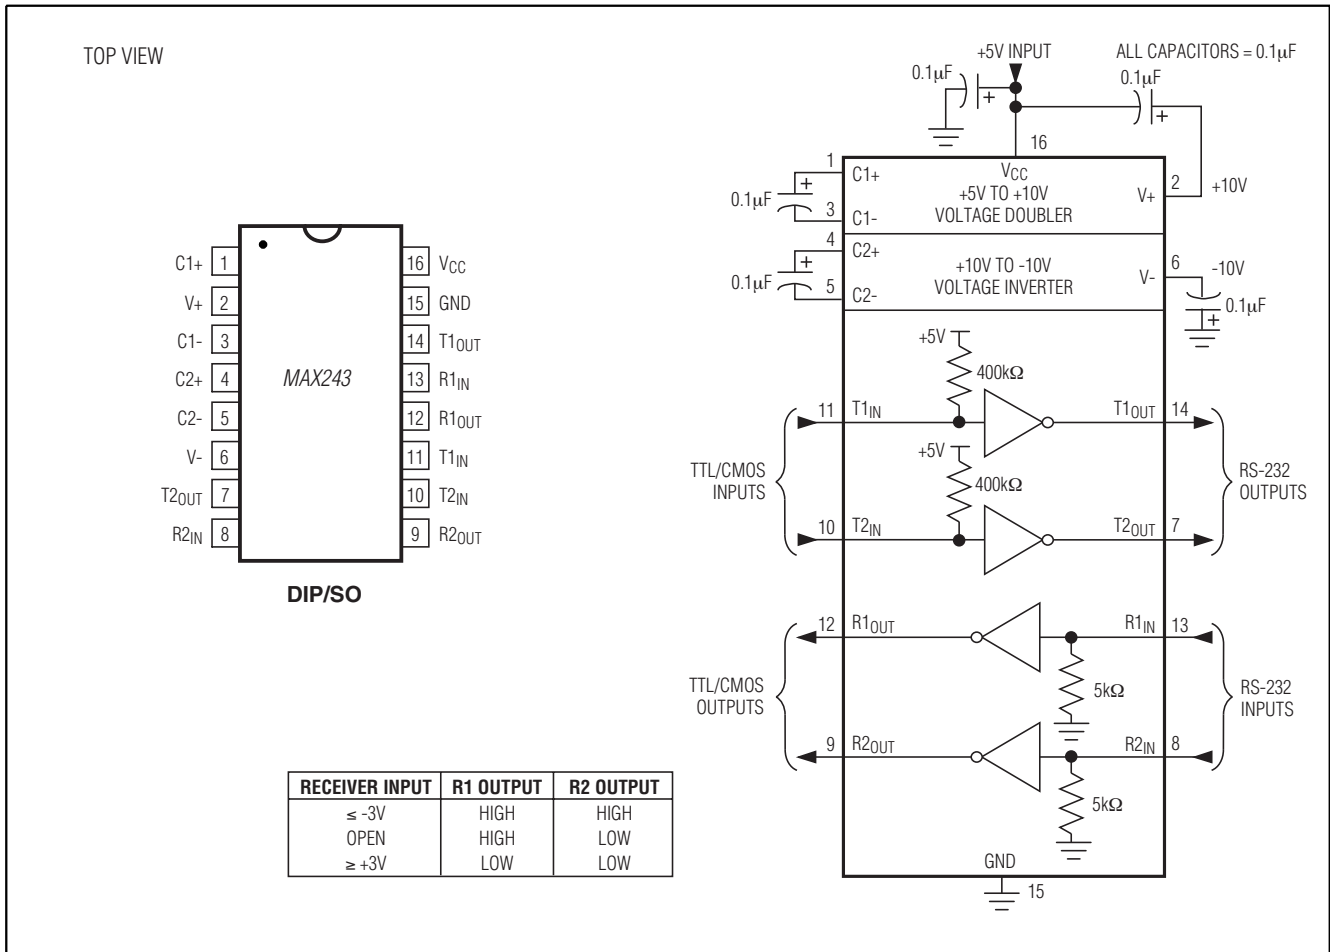 TOP VIEW
C1+ 1
V+ 2
C1- 3
C2+ 4
C2- 5
V- 6
T2OUT 7
R2IN 8
MAX243
16 VCC
15 GND
14 T1OUT
13 R1IN
12 R1OUT
11 T1IN
10 T2IN
9 R2OUT
DIP/SO
RECEIVER INPUT R1 OUTPUT R2 OUTPUT
≤ -3V HIGH HIGH
OPEN HIGH LOW
≥ +3V LOW LOW
+5V INPUT
ALL CAPACITORS = 0.1µF
0.1µF
+
0.1µF
+
16
VCC
+5V TO +10V
VOLTAGE DOUBLER
1
C1+
+
0.1µF
3
C1-
V+
2
+10V
4
C2+
+
0.1µF
5
C2-
+10V TO -10V
VOLTAGE INVERTER
V-
6
-10V
0.1µF
+
+5V
400kΩ
11 T1IN
T1OUT 14
+5V
400kΩ
TTL/CMOS
INPUTS
RS-232
OUTPUTS
10 T2IN
T2OUT 7
12 R1OUT
R1IN 13
5kΩ
TTL/CMOS
OUTPUTS
RS-232
INPUTS
9 R2OUT
R2IN 8
5kΩ
GND
15